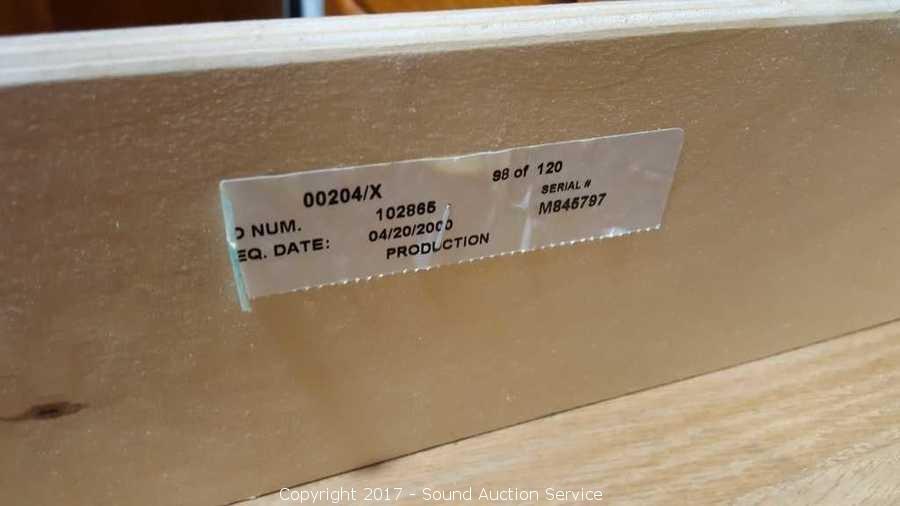 00204/X
98 of 120
O NUM. 102865
SERIAL #
EQ. DATE: 04/20/2000
M845797
PRODUCTION
Copyright 2017 - Sound Auction Service